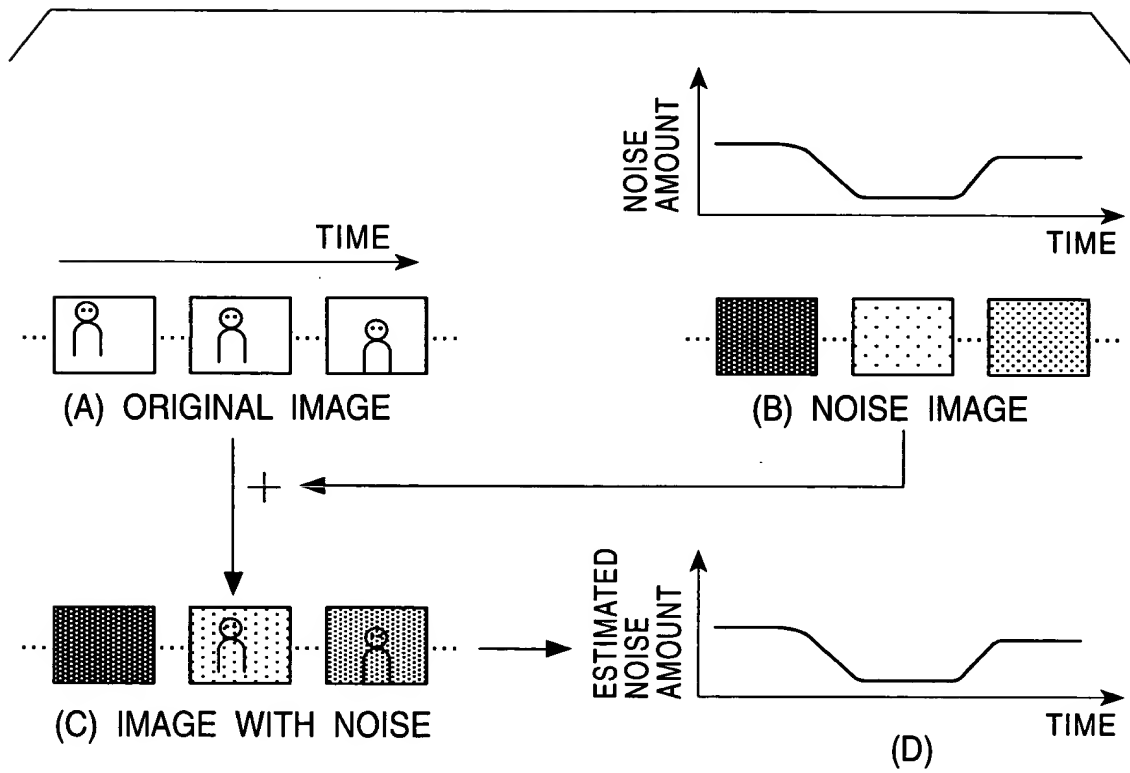 NOISE
AMOUNT
TIME
TIME
(A) ORIGINAL IMAGE
(B) NOISE IMAGE
+
(C) IMAGE WITH NOISE
ESTIMATED
NOISE
AMOUNT
TIME
(D)